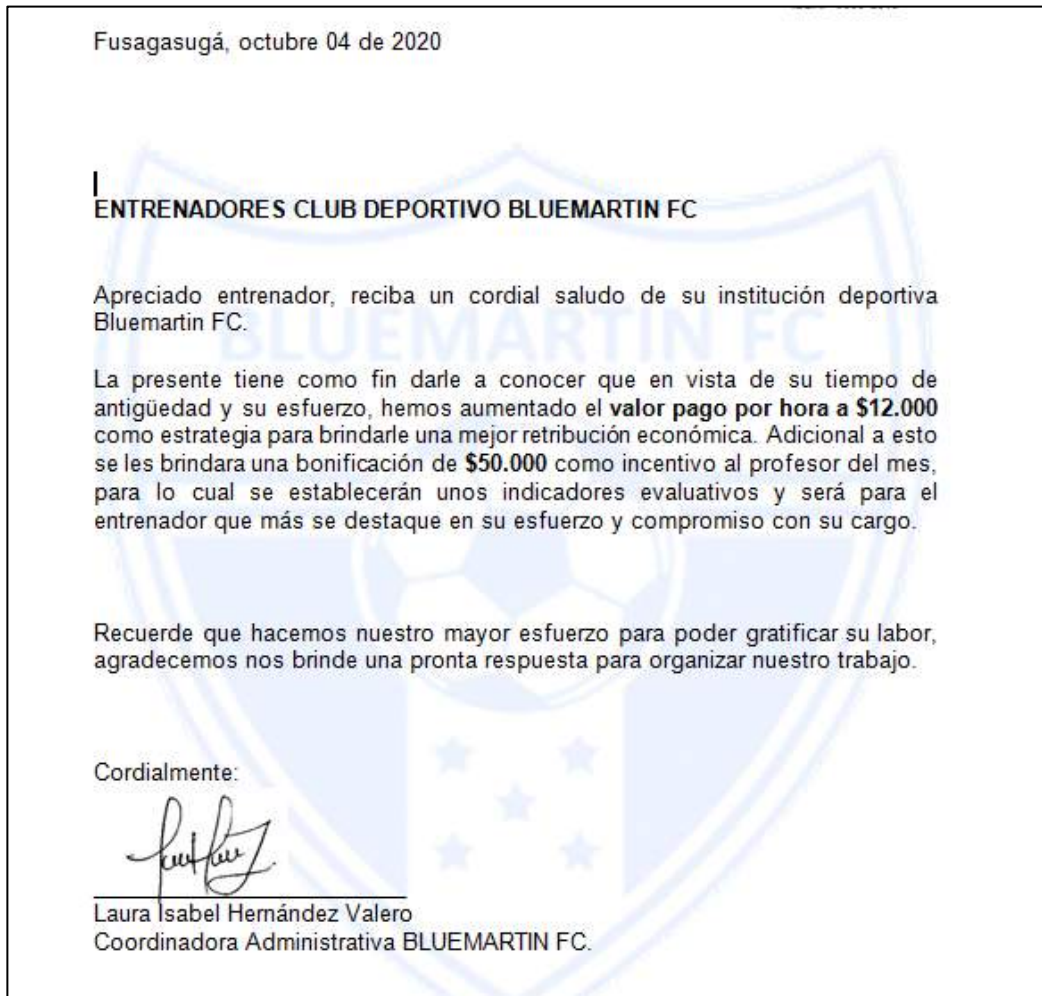 Fusagasugá, octubre 04 de 2020
ENTRENADORES CLUB DEPORTIVO BLUEMARTIN FC
Apreciado entrenador, reciba un cordial saludo de su institución deportiva
Bluemartin FC.
BLUEMARTIN FC
La presente tiene como fin darle a conocer que en vista de su tiempo de
antigüedad y su esfuerzo, hemos aumentado el valor pago por hora a $12.000
como estrategia para brindarle una mejor retribución económica. Adicional a esto
se les brindara una bonificación de $50.000 como incentivo al profesor del mes,
para lo cual se establecerán unos indicadores evaluativos y será para el
entrenador que más se destaque en su esfuerzo y compromiso con su cargo.
Recuerde que hacemos nuestro mayor esfuerzo para poder gratificar su labor,
agradecemos nos brinde una pronta respuesta para organizar nuestro trabajo.
Cordialmente:
Laura Isabel Hernández Valero
Coordinadora Administrativa BLUEMARTIN FC.